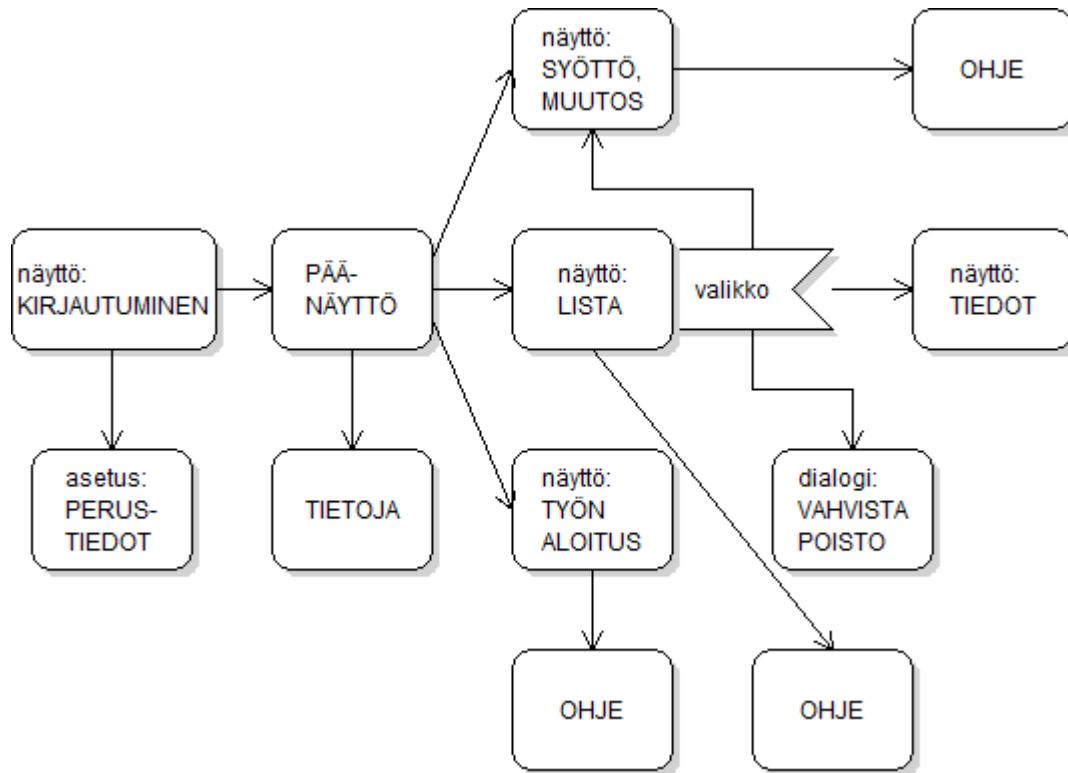 näyttö:
SYÖTTÖ,
MUUTOS
OHJE
näyttö:
KIRJAUTUMINEN
PÄÄ-
NÄYTTÖ
näyttö:
LISTA
valikko
näyttö:
TIEDOT
asetus:
PERUS-
TIEDOT
TIETOJA
näyttö:
TYÖN
ALOITUS
dialogi:
VAHVISTA
POISTO
OHJE
OHJE